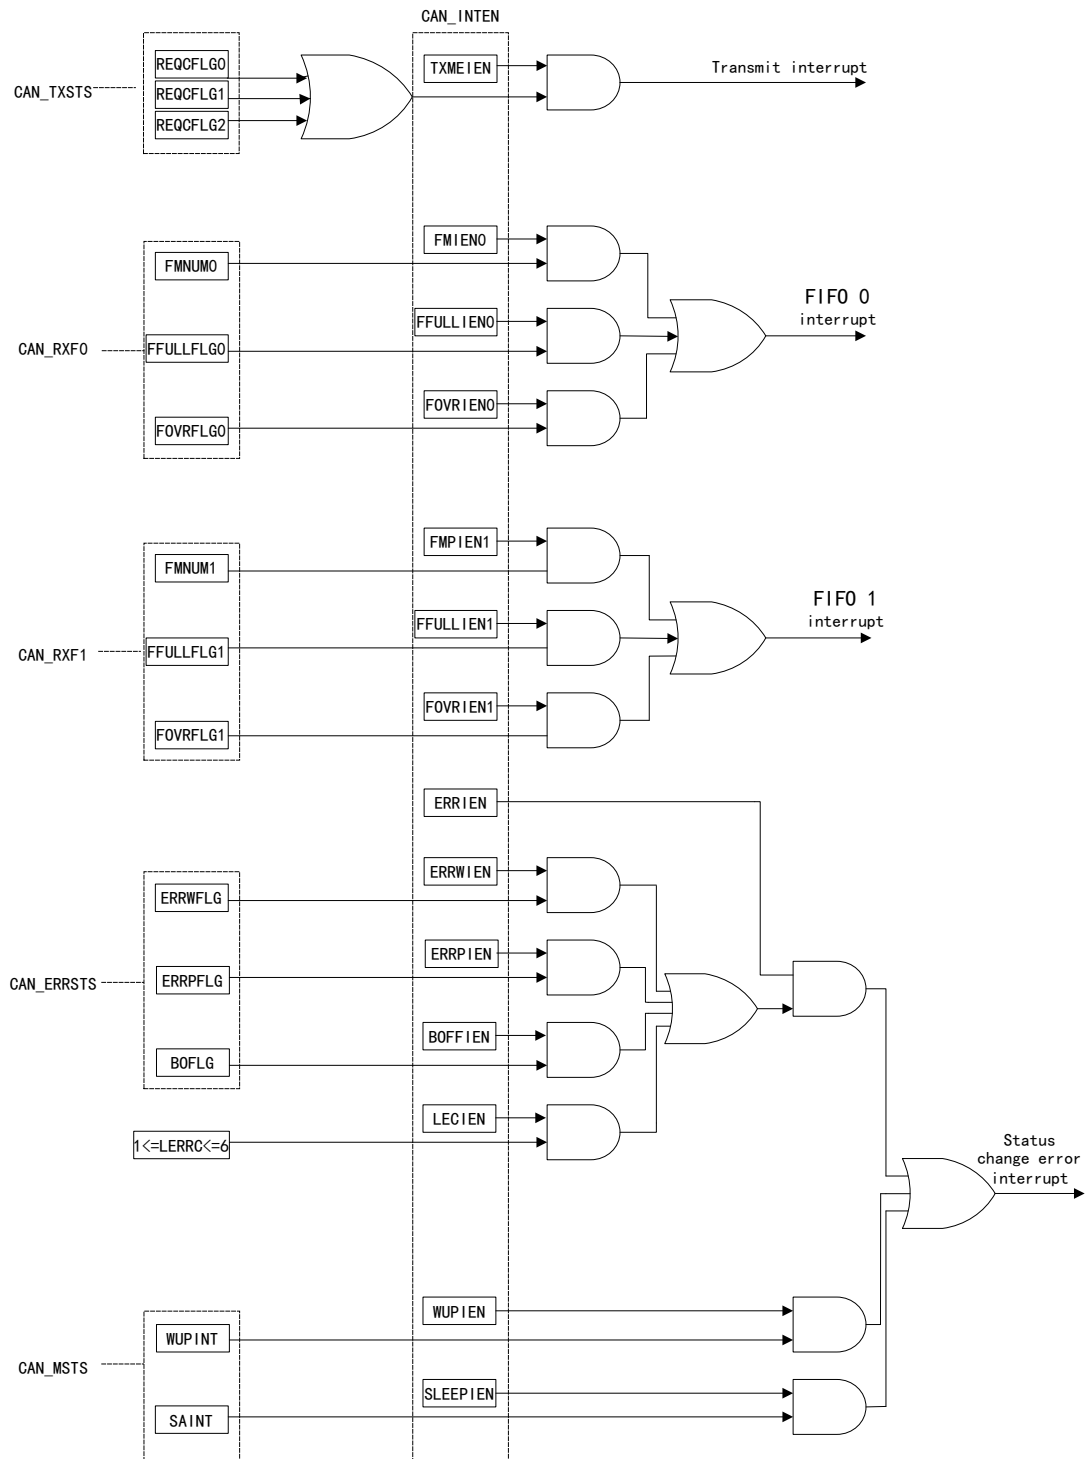 CAN_INTEN
CAN_TXSTS
REQCFLG0
REQCFLG1
REQCFLG2
TXMEIEN
Transmit interrupt
CAN_RXF0
FMNUM0
FFULLFLG0
FOVRFLG0
FMIEN0
FFULLIEN0
FOVRIEN0
FIFO 0
interrupt
CAN_RXF1
FMNUM1
FFULLFLG1
FOVRFLG1
FMPIEN1
FFULLIEN1
FOVRIEN1
FIFO 1
interrupt
ERRIEN
CAN_ERRSTS
ERRWFLG
ERRPFLG
BOFLG
1<=LERRC<=6
ERRWIEN
ERRPIEN
BOFFIEN
LECIEN
Status
change error
interrupt
CAN_MSTS
WUPINT
SAINT
WUPIEN
SLEEPIEN